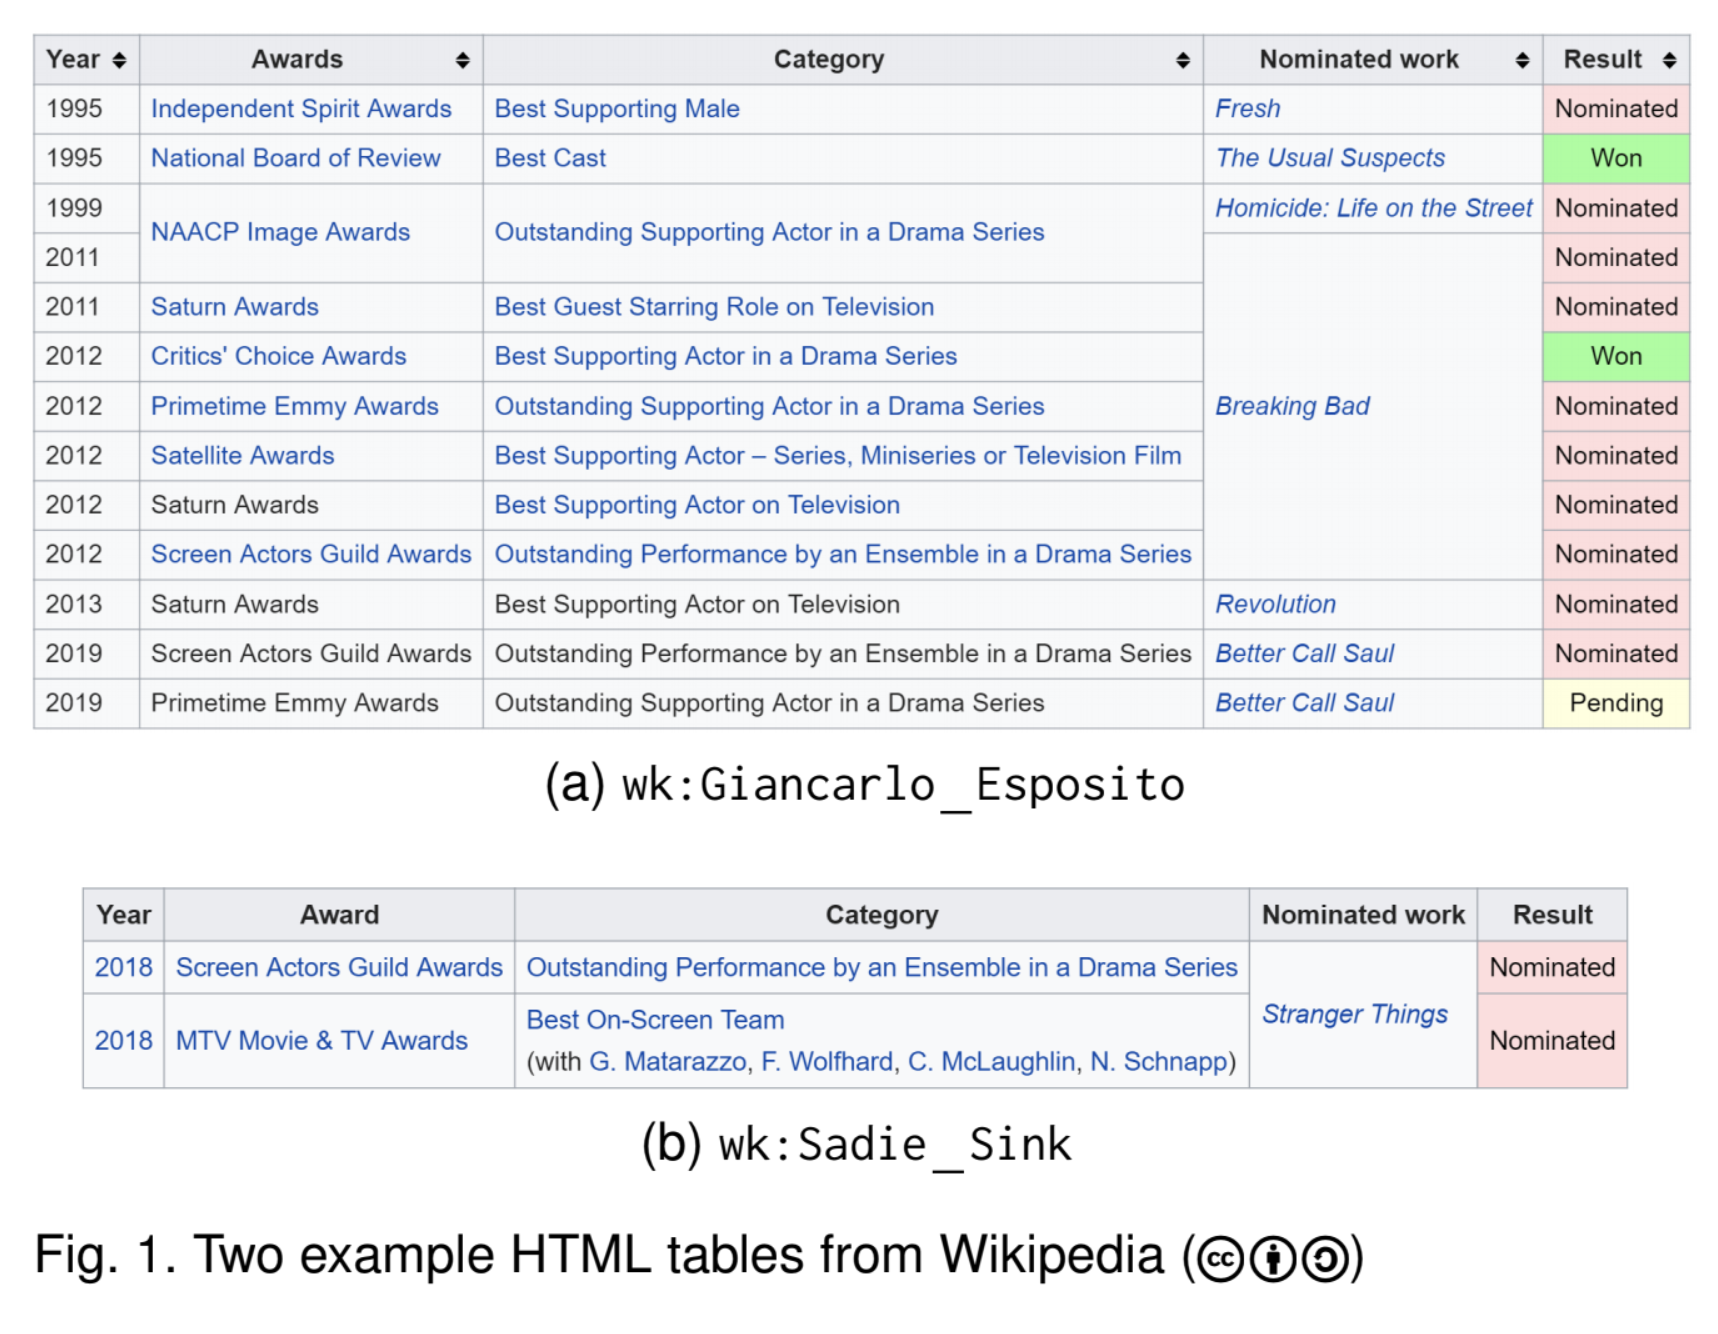 Year Awards Category Nominated work Result
1995 Independent Spirit Awards Best Supporting Male Fresh Nominated
1995 National Board of Review Best Cast The Usual Suspects Won
1999 NAACP Image Awards Outstanding Supporting Actor in a Drama Series Homicide: Life on the Street Nominated
2011 Nominated
2011 Saturn Awards Best Guest Starring Role on Television Nominated
2012 Critics' Choice Awards Best Supporting Actor in a Drama Series Won
2012 Primetime Emmy Awards Outstanding Supporting Actor in a Drama Series Breaking Bad Nominated
2012 Satellite Awards Best Supporting Actor – Series, Miniseries or Television Film Nominated
2012 Saturn Awards Best Supporting Actor on Television Nominated
2012 Screen Actors Guild Awards Outstanding Performance by an Ensemble in a Drama Series Nominated
2013 Saturn Awards Best Supporting Actor on Television Revolution Nominated
2019 Screen Actors Guild Awards Outstanding Performance by an Ensemble in a Drama Series Better Call Saul Nominated
2019 Primetime Emmy Awards Outstanding Supporting Actor in a Drama Series Better Call Saul Pending
(a) wk:Giancarlo_Esposito
Year Award Category Nominated work Result
2018 Screen Actors Guild Awards Outstanding Performance by an Ensemble in a Drama Series Stranger Things Nominated
2018 MTV Movie & TV Awards Best On-Screen Team Nominated
(with G. Matarazzo, F. Wolfhard, C. McLaughlin, N. Schnapp)
(b) wk:Sadie_Sink
Fig. 1. Two example HTML tables from Wikipedia (cc)